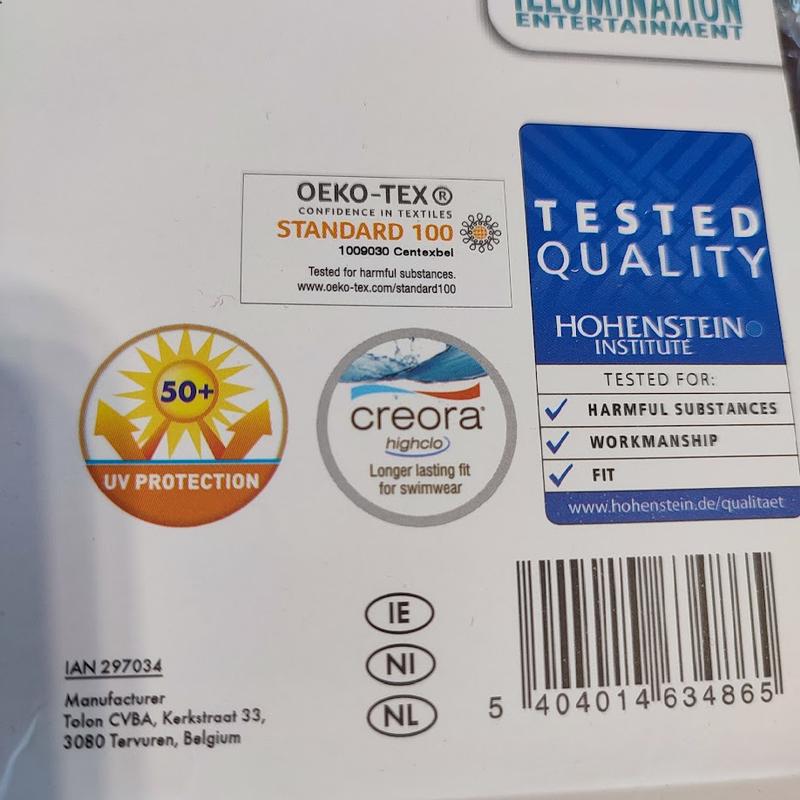 ILLUMINATION
ENTERTAINMENT
OEKO-TEX®
CONFIDENCE IN TEXTILES
STANDARD 100
1009030 Centexbel
Tested for harmful substances.
www.oeko-tex.com/standard100
TESTED
QUALITY
HOHENSTEIN
INSTITUTE
TESTED FOR:
HARMFUL SUBSTANCES
WORKMANSHIP
FIT
www.hohenstein.de/qualitaet
50+
UV PROTECTION
creora®
highclo
Longer lasting fit
for swimwear
IE
NI
NL
IAN 297034
Manufacturer
Tolon CVBA, Kerkstraat 33,
3080 Tervuren, Belgium
5 404014 634865